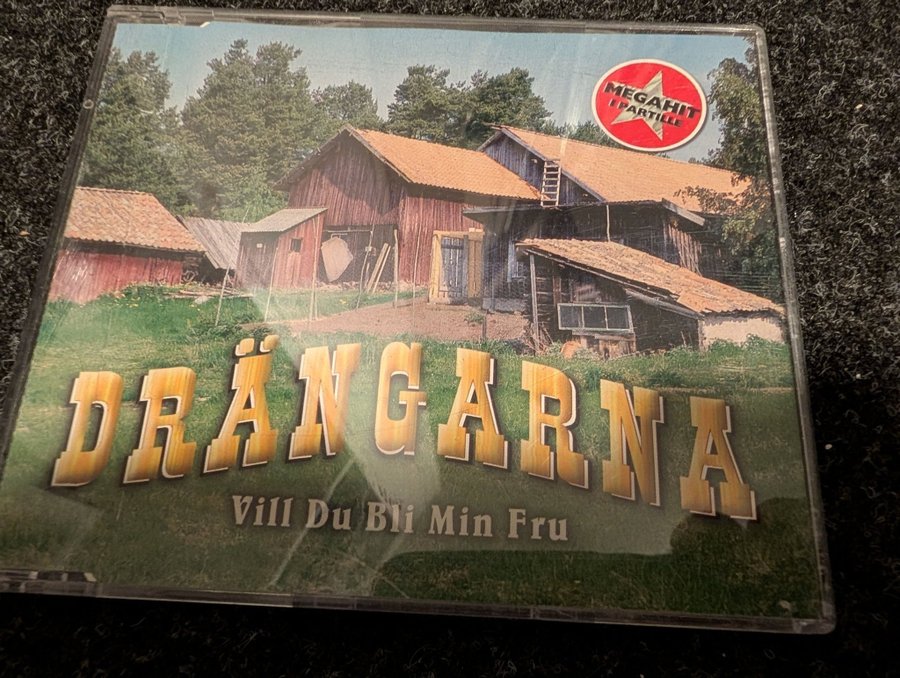 MEGAHIT
I PARTILLE
DRÄNGARNA
Vill Du Bli Min Fru